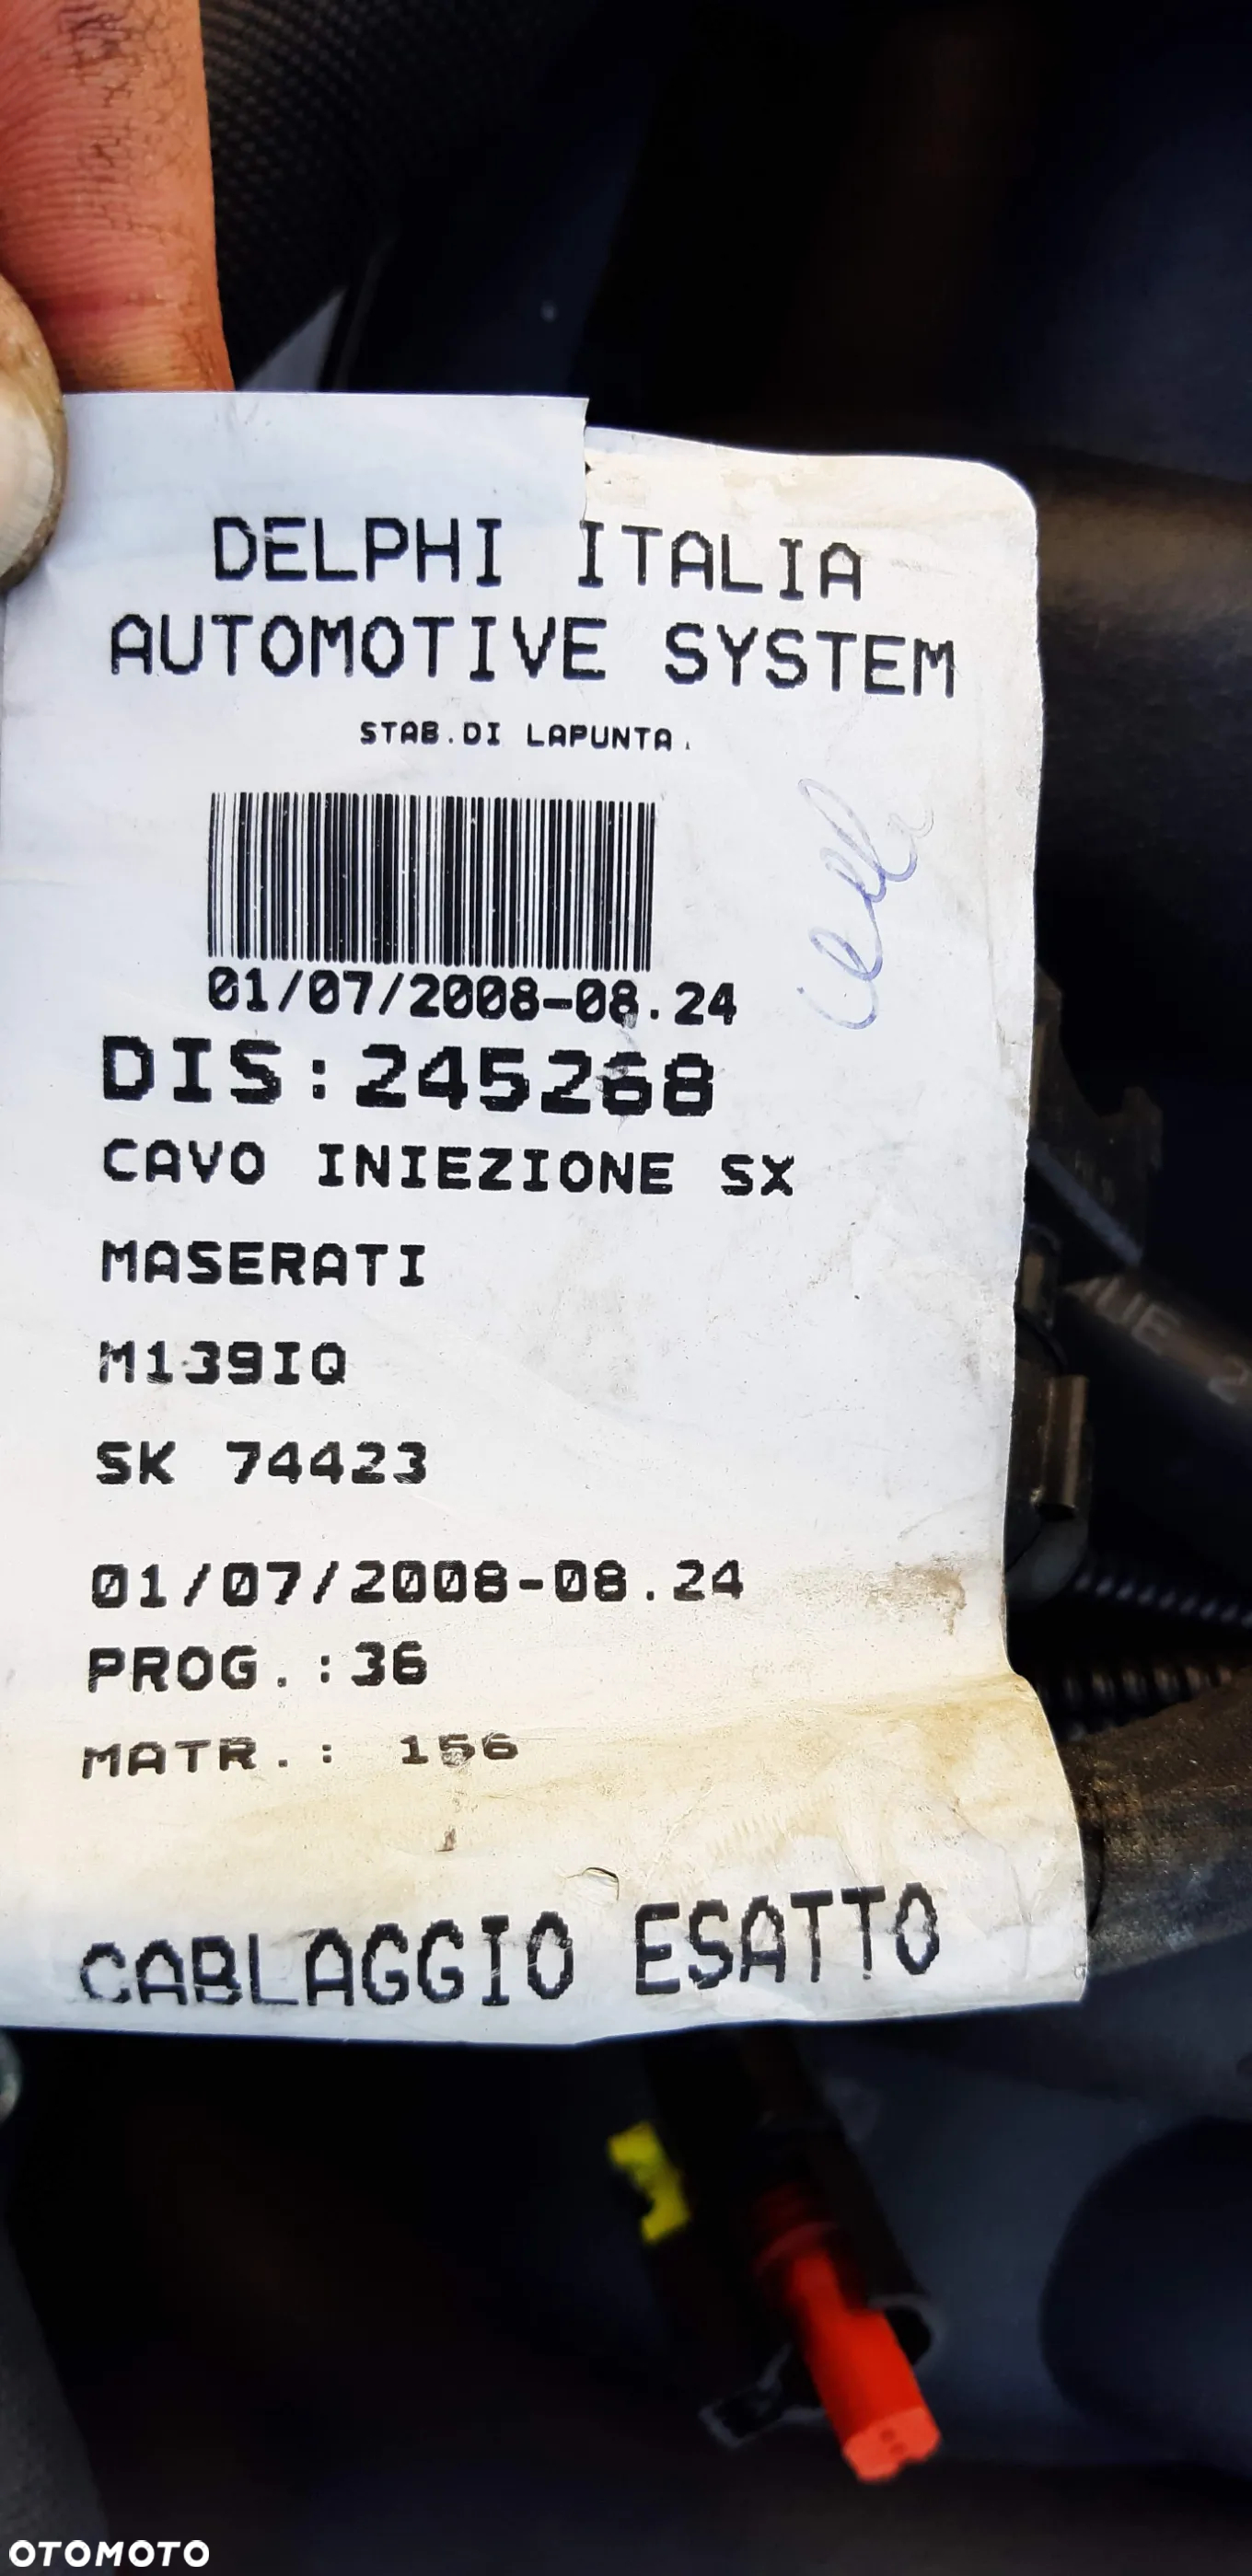 DELPHI ITALIA
AUTOMOTIVE SYSTEM
STAB.DI LAPUNTA.
01/07/2008-08.24
DIS:245268
CAVO INIEZIONE SX
MASERATI
M139IQ
SK 74423
01/07/2008-08.24
PROG.:36
MATR.: 156
CABLAGGIO ESATTO
OTOMOTO